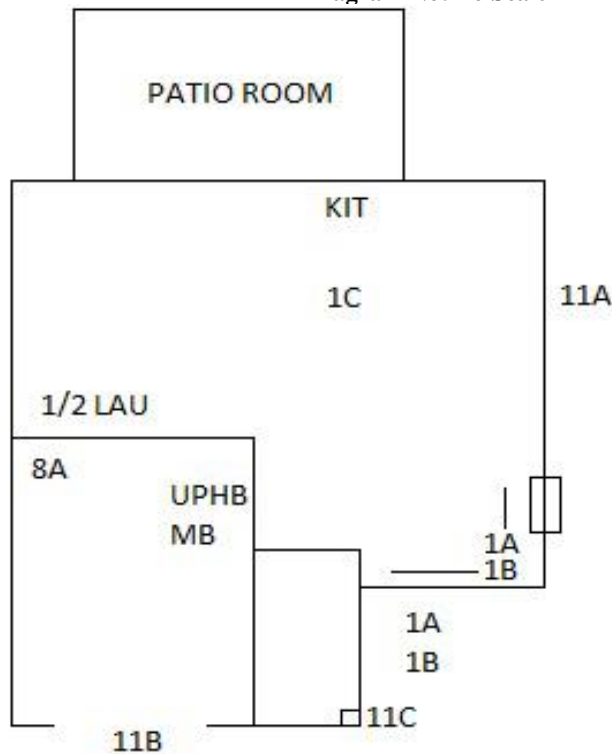 PATIO ROOM
KIT
1C
11A
1/2 LAU
8A
UPHB
MB
1A
1B
1A
1B
11C
11B